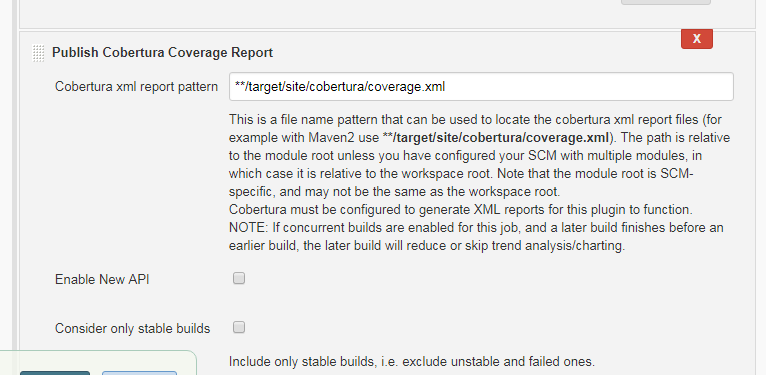 X
Publish Cobertura Coverage Report
Cobertura xml report pattern
**/target/site/cobertura/coverage.xml
This is a file name pattern that can be used to locate the cobertura xml report files (for
example with Maven2 use **/target/site/cobertura/coverage.xml). The path is relative
to the module root unless you have configured your SCM with multiple modules, in
which case it is relative to the workspace root. Note that the module root is SCM-
specific, and may not be the same as the workspace root.
Cobertura must be configured to generate XML reports for this plugin to function.
NOTE: If concurrent builds are enabled for this job, and a later build finishes before an
earlier build, the later build will reduce or skip trend analysis/charting.
Enable New API
Consider only stable builds
Include only stable builds, i.e. exclude unstable and failed ones.